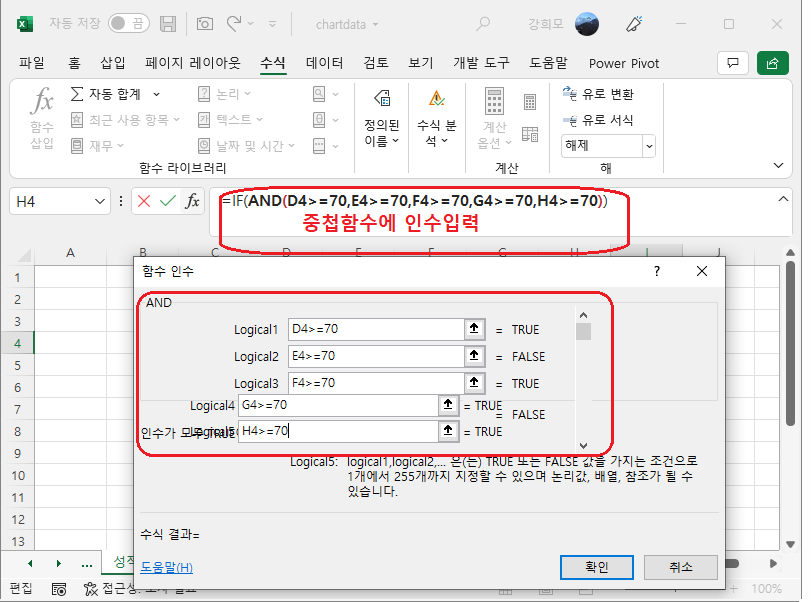 자동 저장 끔 chartdata 강희모
파일 홈 삽입 페이지 레이아웃 수식 데이터 검토 보기 개발 도구 도움말 Power Pivot
함수 삽입
자동 합계
최근 사용 항목
재무
논리
텍스트
날짜 및 시간
함수 라이브러리
정의된 이름
수식 분석
계산 옵션
계산
유로 변환
유로 서식
해제
해
H4 fx =IF(AND(D4>=70,E4>=70,F4>=70,G4>=70,H4>=70))
중첩함수에 인수입력
A B C D E F G H I J
1
2
3
4
5
6
7
8
9
10
11
12
13
함수 인수 ?
AND
Logical1 D4>=70 = TRUE
Logical2 E4>=70 = FALSE
Logical3 F4>=70 = TRUE
Logical4 G4>=70 = TRUE
= FALSE
Logical5 H4>=70 = TRUE
인수가 모두 TRUE
Logical5: logical1,logical2,... 은(는) TRUE 또는 FALSE 값을 가지는 조건으로
1개에서 255개까지 지정할 수 있으며 논리값, 배열, 참조가 될 수
있습니다.
수식 결과=
도움말(H) 확인 취소
... 성적
편집 접근성: 100%